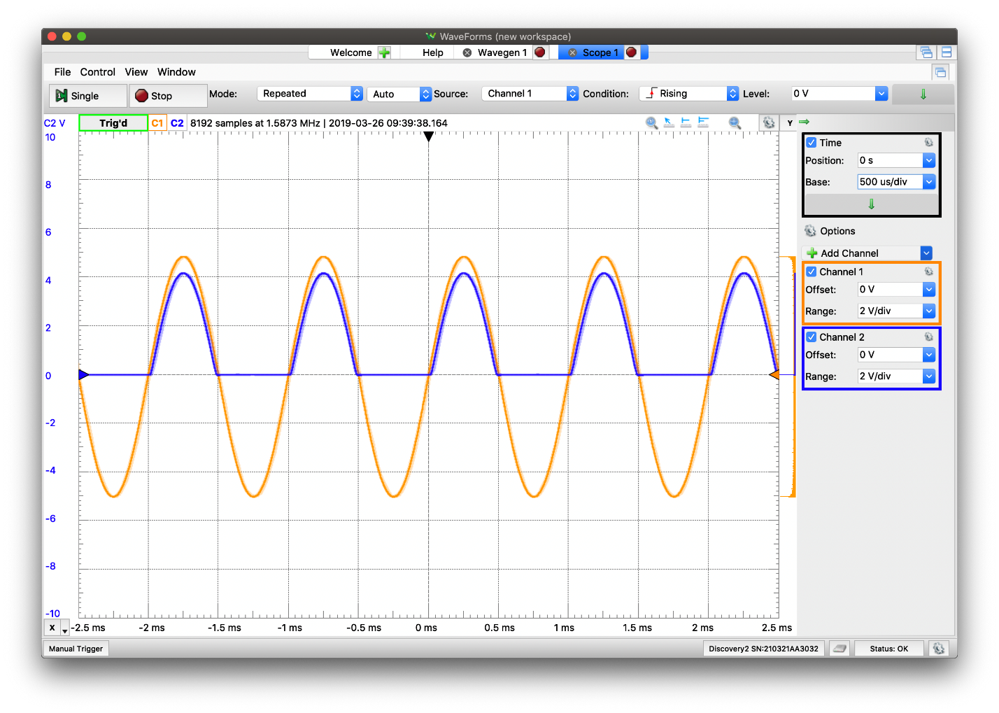 WaveForms (new workspace)
Welcome Help Wavegen 1 Scope 1
File Control View Window
Single Stop Mode: Repeated Auto Source: Channel 1 Condition: Rising Level: 0 V
C2 V Trig'd C1 C2 8192 samples at 1.5873 MHz | 2019-03-26 09:39:38.164 Y
10
8
6
4
2
0
-2
-4
-6
-8
-10
X -2.5 ms -2 ms -1.5 ms -1 ms -0.5 ms 0 ms 0.5 ms 1 ms 1.5 ms 2 ms 2.5 ms
Time
Position: 0 s
Base: 500 us/div
Options
Add Channel
Channel 1
Offset: 0 V
Range: 2 V/div
Channel 2
Offset: 0 V
Range: 2 V/div
Manual Trigger Discovery2 SN:210321AA3032 Status: OK